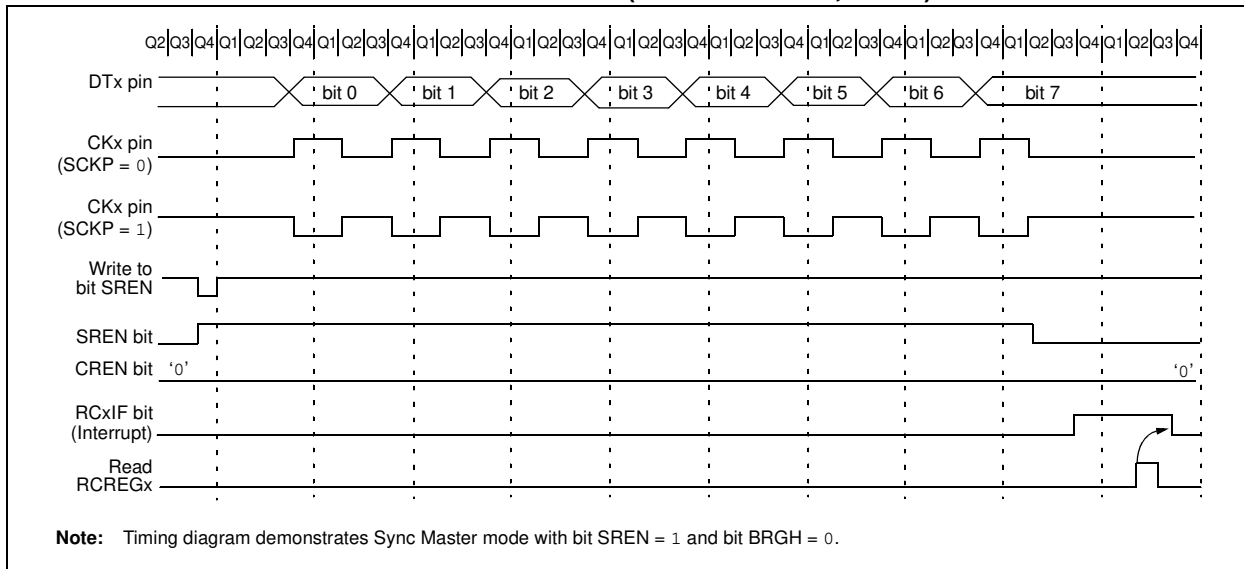 Q2 Q3 Q4 Q1 Q2 Q3 Q4 Q1 Q2 Q3 Q4 Q1 Q2 Q3 Q4 Q1 Q2 Q3 Q4 Q1 Q2 Q3 Q4 Q1 Q2 Q3 Q4 Q1 Q2 Q3 Q4 Q1 Q2 Q3 Q4 Q1 Q2 Q3 Q4 Q1 Q2 Q3 Q4
DTx pin
bit 0 bit 1 bit 2 bit 3 bit 4 bit 5 bit 6 bit 7
CKx pin
(SCKP = 0)
CKx pin
(SCKP = 1)
Write to
bit SREN
SREN bit
CREN bit ‘0’ ‘0’
RCxIF bit
(Interrupt)
Read
RCREGx
Note: Timing diagram demonstrates Sync Master mode with bit SREN = 1 and bit BRGH = 0.